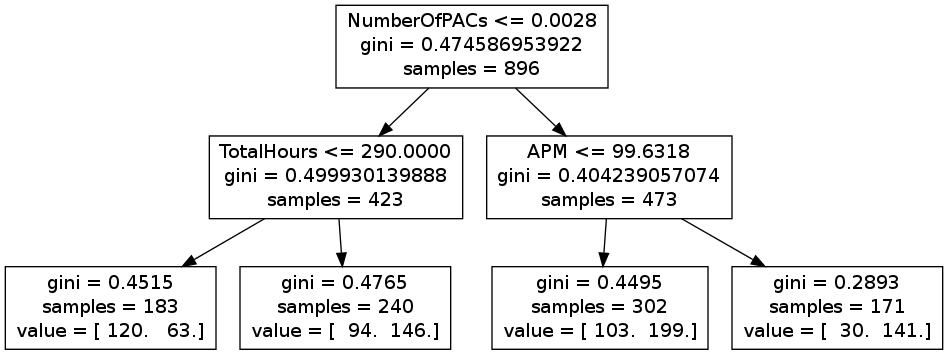 NumberOfPACs <= 0.0028
gini = 0.474586953922
samples = 896
TotalHours <= 290.0000
gini = 0.499930139888
samples = 423
APM <= 99.6318
gini = 0.404239057074
samples = 473
gini = 0.4515
samples = 183
value = [ 120.   63.]
gini = 0.4765
samples = 240
value = [  94.  146.]
gini = 0.4495
samples = 302
value = [ 103.  199.]
gini = 0.2893
samples = 171
value = [  30.  141.]